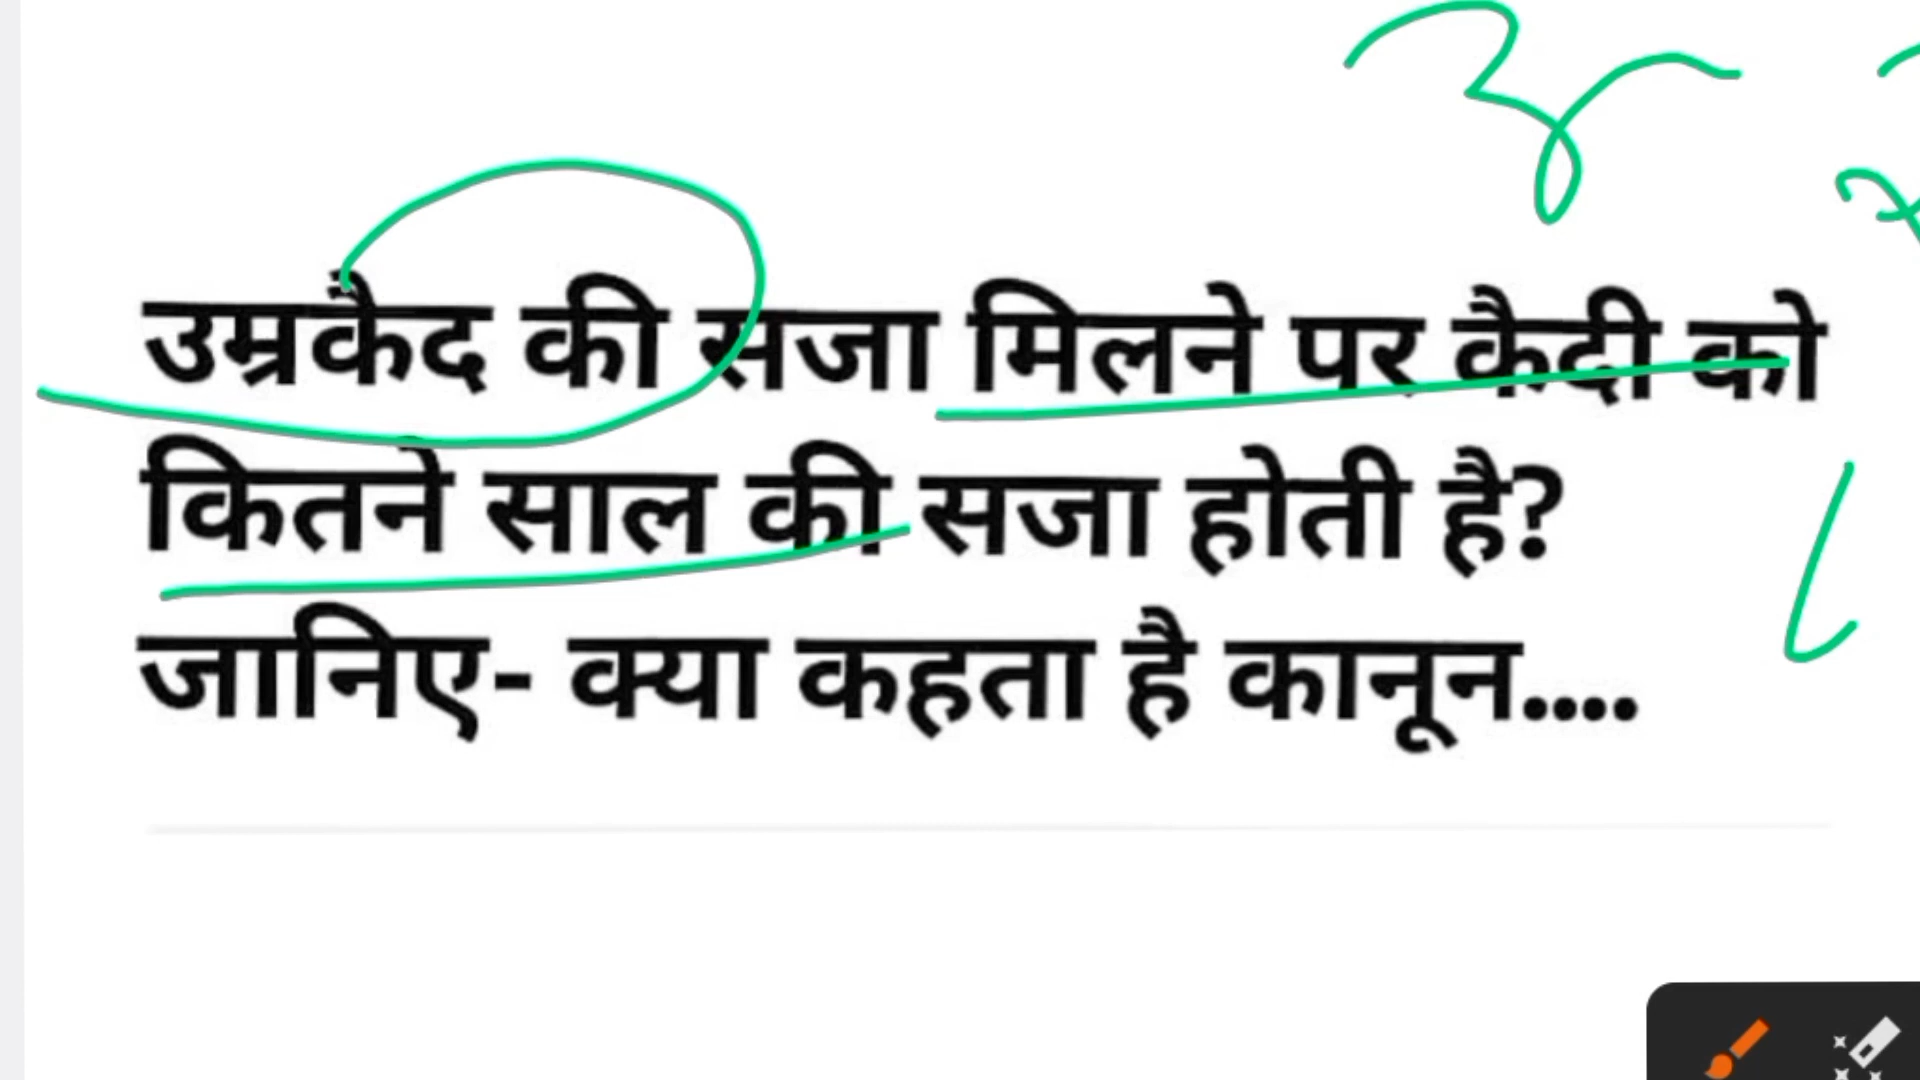 उम्रकैद की सजा मिलने पर कैदी को
कितने साल की सजा होती है?
जानिए- क्या कहता है कानून....